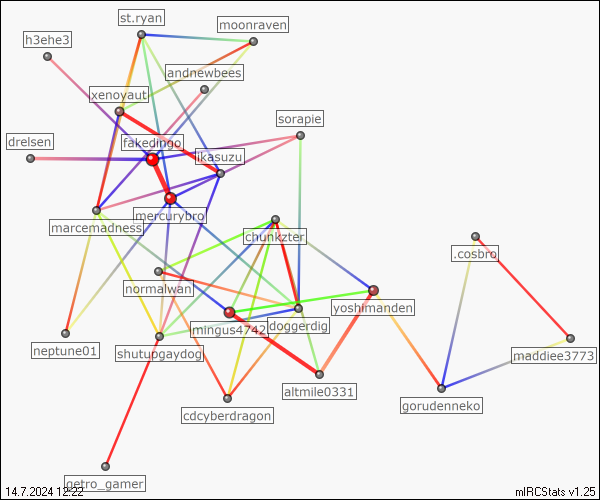 st.ryan
moonraven
h3ehe3
andnewbees
xenoyaut
sorapie
drelsen
fakedingo
ikasuzu
mercurybro
marcemadness
chunkzter
.cosbro
normalwan
yoshimanden
mingus4742
doggerdig
neptune01
shutupgaydog
maddiee3773
altmile0331
gorudenneko
cdcyberdragon
getro_gamer
14.7.2024 12:22
mIRCStats v1.25